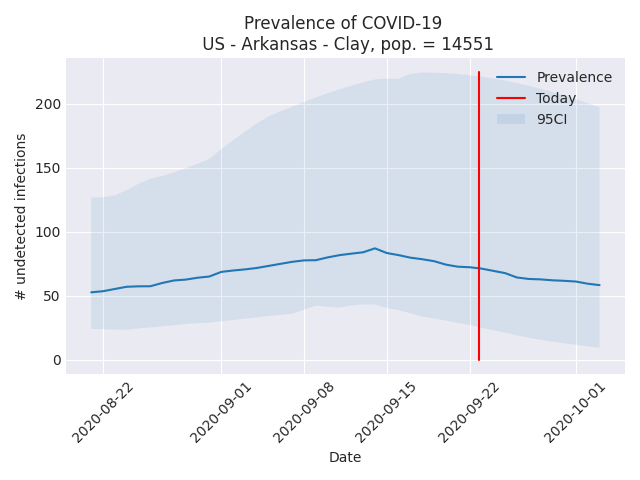 Prevalence of COVID-19
US - Arkansas - Clay, pop. = 14551
Prevalence
Today
95CI
# undetected infections
200
150
100
50
0
2020-08-22
2020-09-01
2020-09-08
2020-09-15
2020-09-22
2020-10-01
Date